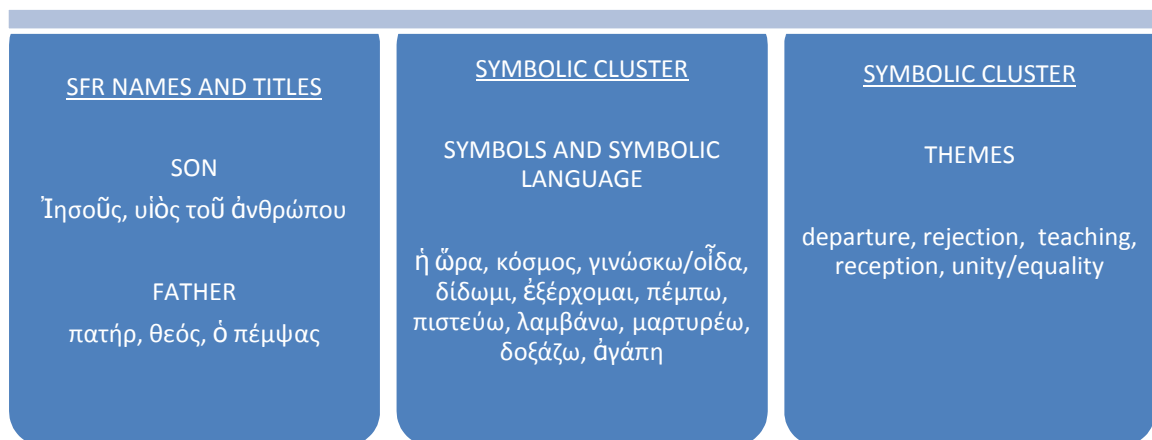 SFR NAMES AND TITLES
SON
Ἰησοῦς, υἱὸς τοῦ ἀνθρώπου
FATHER
πατήρ, θεός, ὁ πέμψας
SYMBOLIC CLUSTER
SYMBOLS AND SYMBOLIC
LANGUAGE
ἡ ὥρα, κόσμος, γινώσκω/οἶδα,
δίδωμι, ἐξέρχομαι, πέμπω,
πιστεύω, λαμβάνω, μαρτυρέω,
δοξάζω, ἀγάπη
SYMBOLIC CLUSTER
THEMES
departure, rejection, teaching,
reception, unity/equality